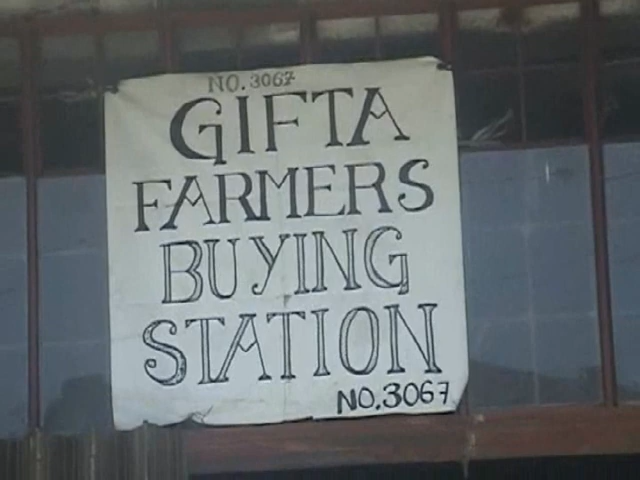 NO. 3067
GIFTA
FARMERS
BUYING
STATION
NO. 3067